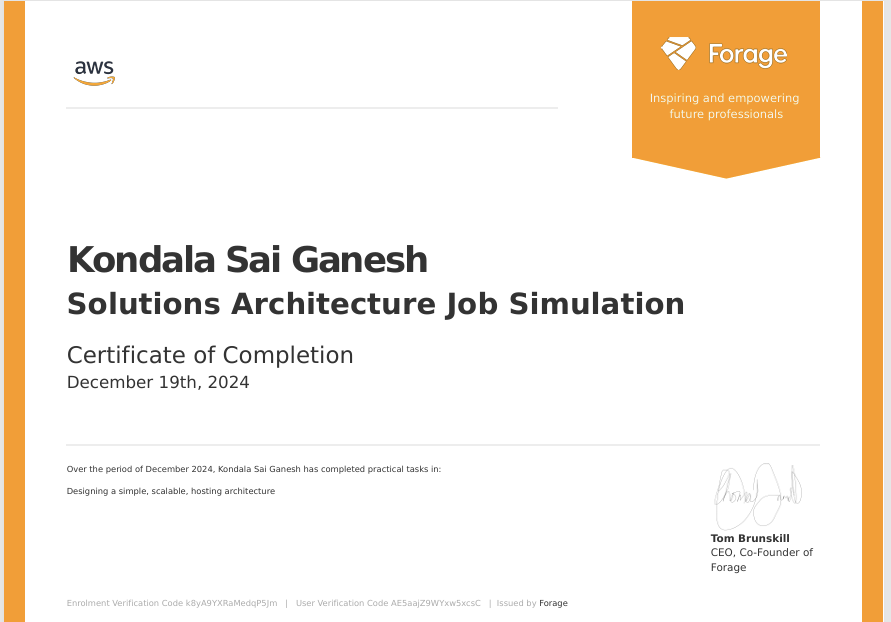 aws
Forage
Inspiring and empowering
future professionals
Kondala Sai Ganesh
Solutions Architecture Job Simulation
Certificate of Completion
December 19th, 2024
Over the period of December 2024, Kondala Sai Ganesh has completed practical tasks in:
Designing a simple, scalable, hosting architecture
Tom Brunskill
CEO, Co-Founder of
Forage
Enrolment Verification Code k8yA9YXRaMedqP5Jm | User Verification Code AE5aajZ9WYxw5xcsC | Issued by Forage